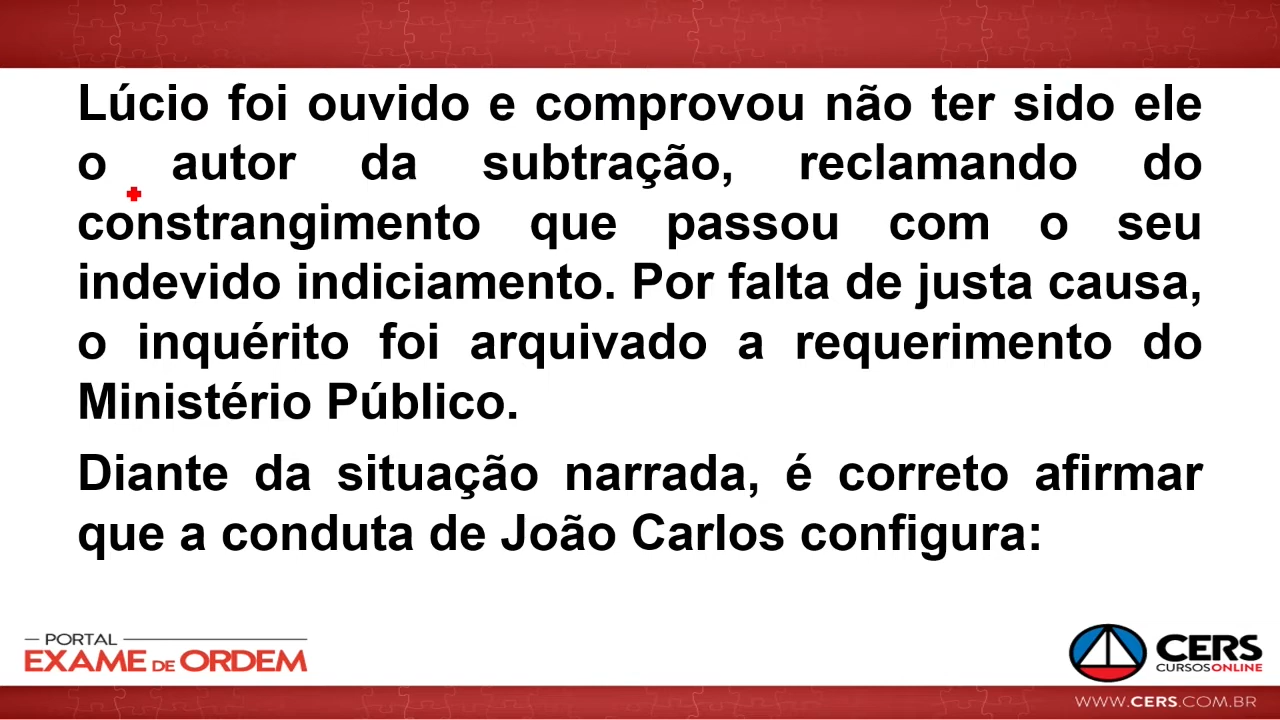 Lúcio foi ouvido e comprovou não ter sido ele
o autor da subtração, reclamando do
constrangimento que passou com o seu
indevido indiciamento. Por falta de justa causa,
o inquérito foi arquivado a requerimento do
Ministério Público.
Diante da situação narrada, é correto afirmar
que a conduta de João Carlos configura:
PORTAL
EXAME DE ORDEM
CERS
CURSOS ONLINE
WWW.CERS.COM.BR